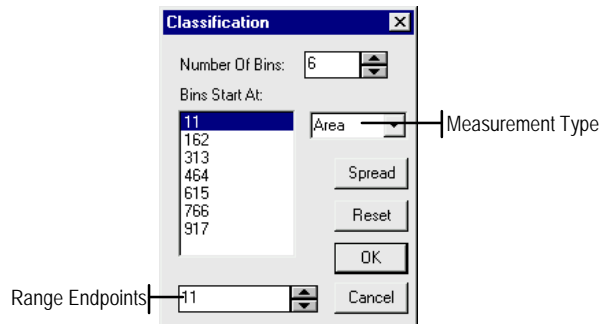 Classification
Number Of Bins: 6
Bins Start At:
11
162
313
464
615
766
917
Area
Measurement Type
Spread
Reset
OK
Range Endpoints
11
Cancel